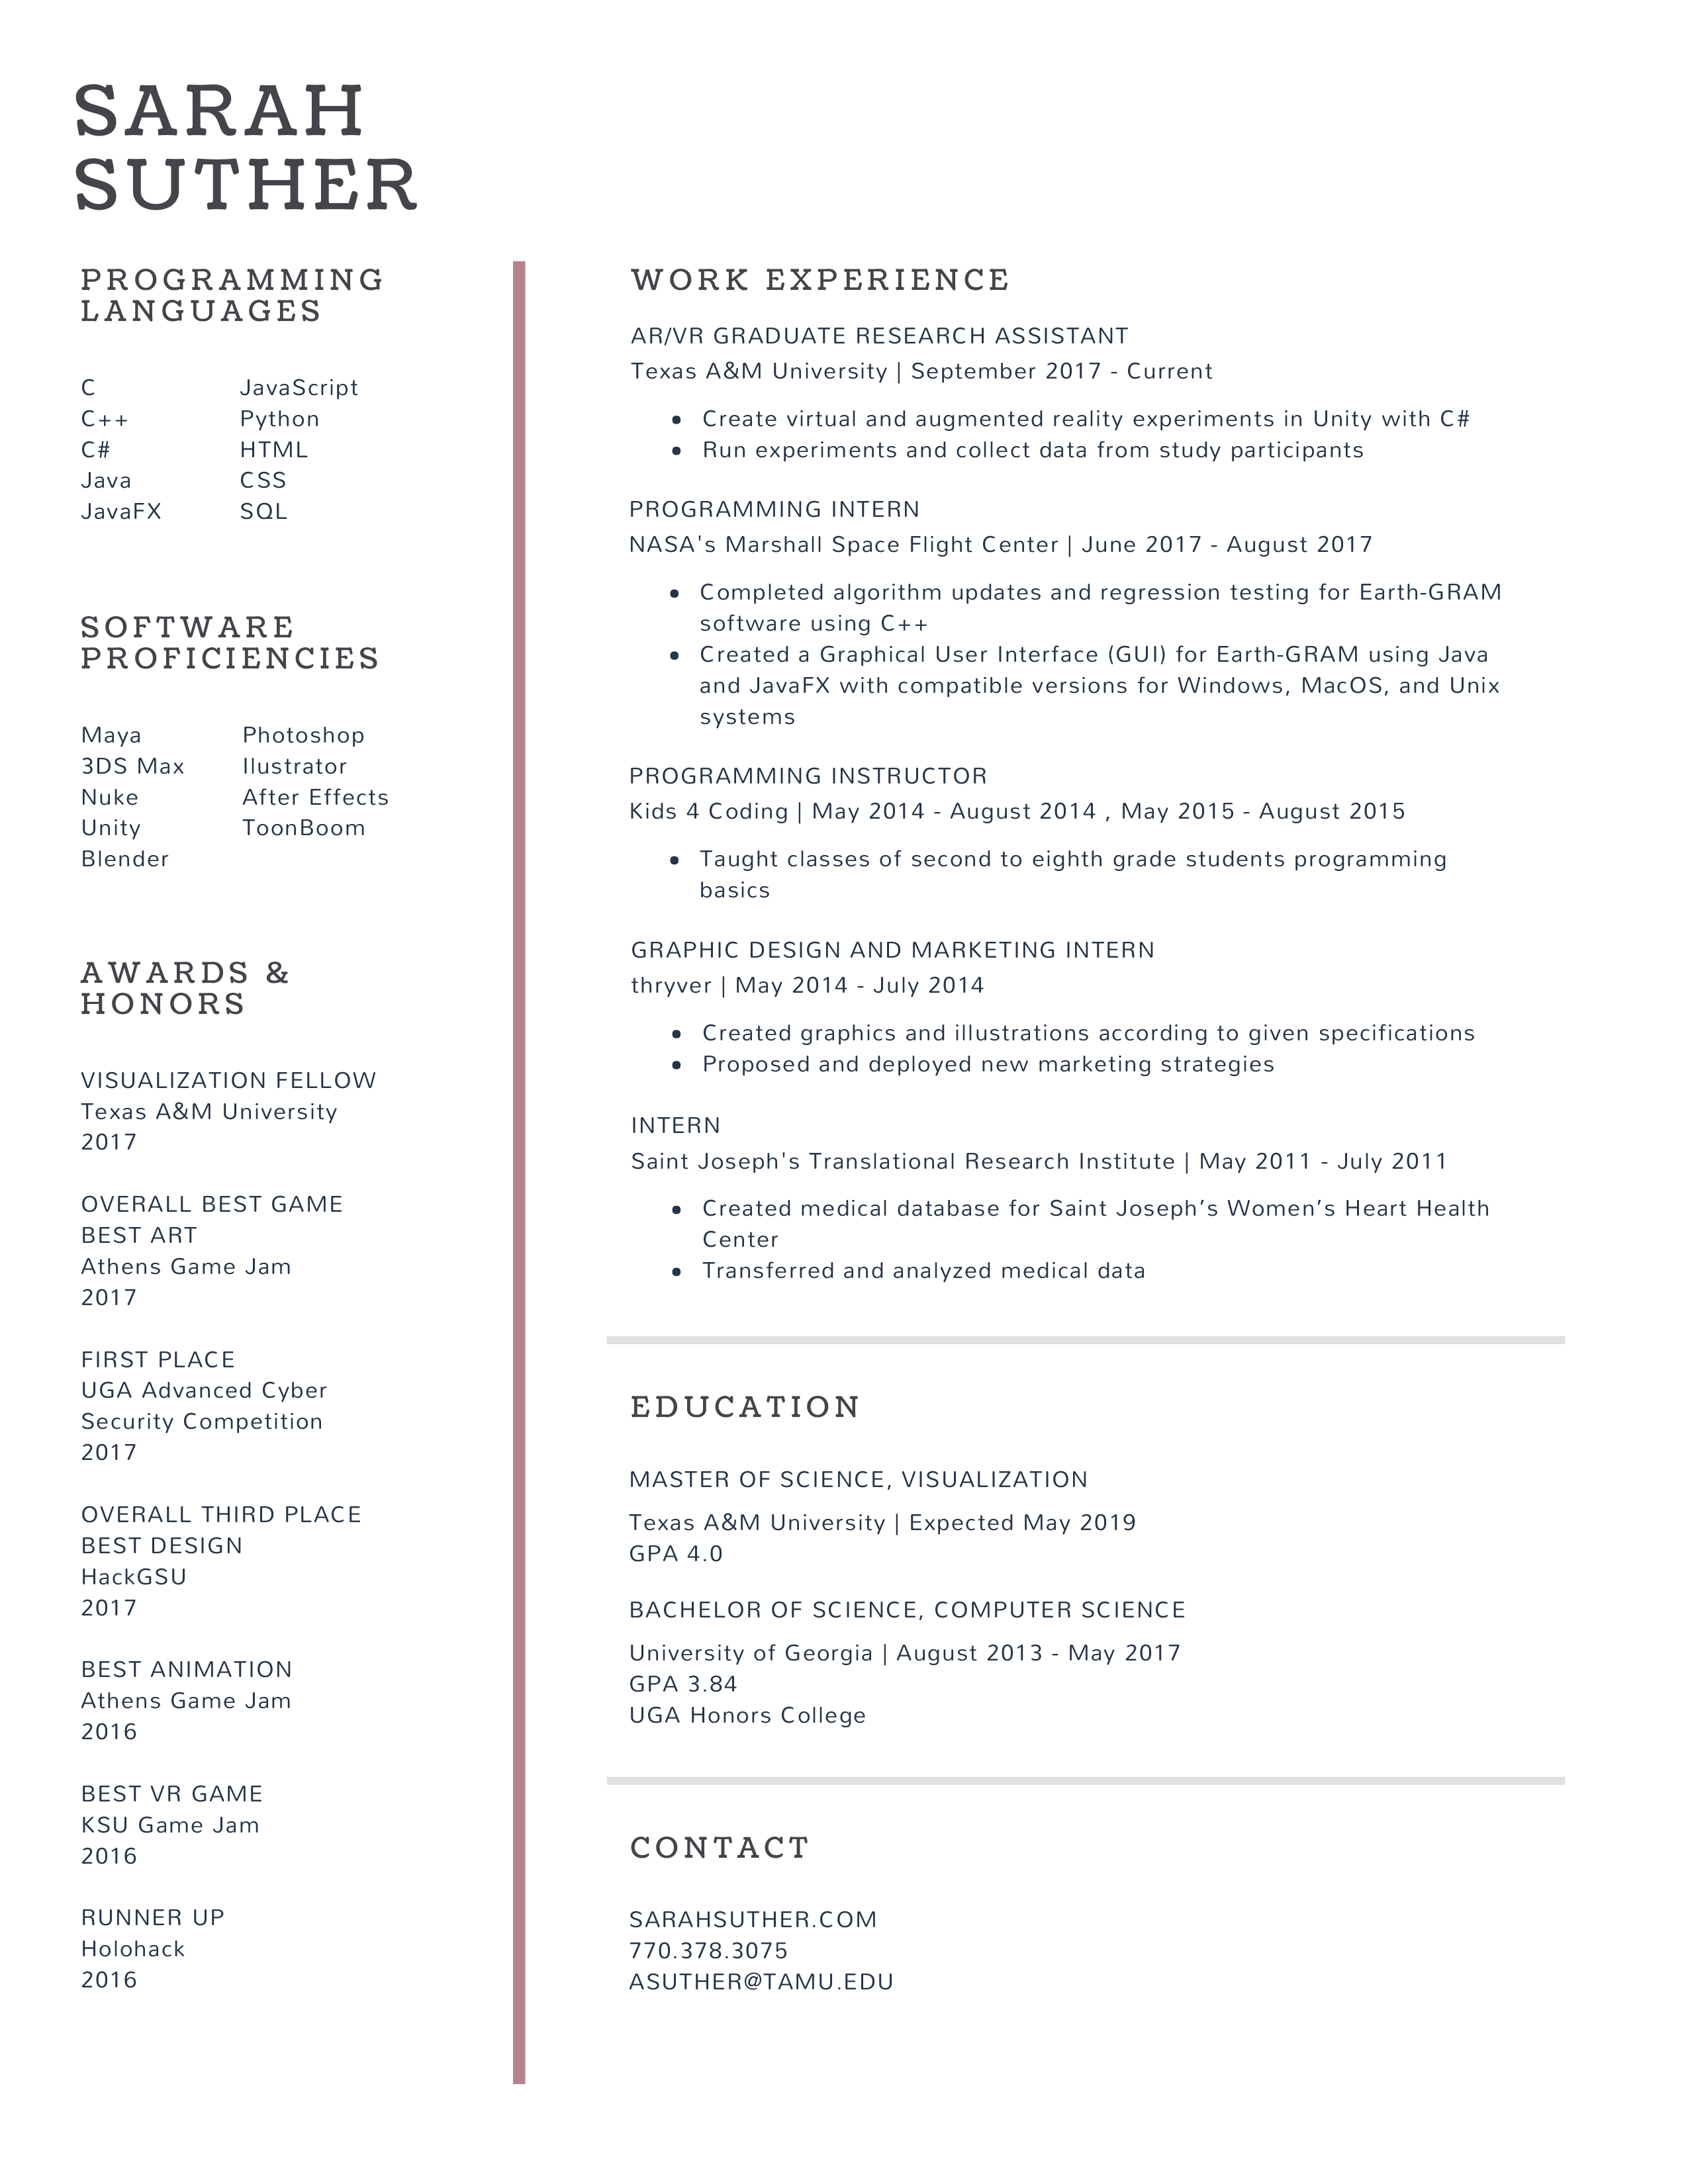 SARAH
SUTHER
PROGRAMMING
LANGUAGES
C
C++
C#
Java
JavaFX
JavaScript
Python
HTML
CSS
SQL
SOFTWARE
PROFICIENCIES
Maya
3DS Max
Nuke
Unity
Blender
Photoshop
Ilustrator
After Effects
ToonBoom
AWARDS &
HONORS
VISUALIZATION FELLOW
Texas A&M University
2017
OVERALL BEST GAME
BEST ART
Athens Game Jam
2017
FIRST PLACE
UGA Advanced Cyber
Security Competition
2017
OVERALL THIRD PLACE
BEST DESIGN
HackGSU
2017
BEST ANIMATION
Athens Game Jam
2016
BEST VR GAME
KSU Game Jam
2016
RUNNER UP
Holohack
2016
WORK EXPERIENCE
AR/VR GRADUATE RESEARCH ASSISTANT
Texas A&M University | September 2017 - Current
• Create virtual and augmented reality experiments in Unity with C#
• Run experiments and collect data from study participants
PROGRAMMING INTERN
NASA's Marshall Space Flight Center | June 2017 - August 2017
• Completed algorithm updates and regression testing for Earth-GRAM
software using C++
• Created a Graphical User Interface (GUI) for Earth-GRAM using Java
and JavaFX with compatible versions for Windows, MacOS, and Unix
systems
PROGRAMMING INSTRUCTOR
Kids 4 Coding | May 2014 - August 2014 , May 2015 - August 2015
• Taught classes of second to eighth grade students programming
basics
GRAPHIC DESIGN AND MARKETING INTERN
thryver | May 2014 - July 2014
• Created graphics and illustrations according to given specifications
• Proposed and deployed new marketing strategies
INTERN
Saint Joseph's Translational Research Institute | May 2011 - July 2011
• Created medical database for Saint Joseph’s Women’s Heart Health
Center
• Transferred and analyzed medical data
EDUCATION
MASTER OF SCIENCE, VISUALIZATION
Texas A&M University | Expected May 2019
GPA 4.0
BACHELOR OF SCIENCE, COMPUTER SCIENCE
University of Georgia | August 2013 - May 2017
GPA 3.84
UGA Honors College
CONTACT
SARAHSUTHER.COM
770.378.3075
ASUTHER@TAMU.EDU